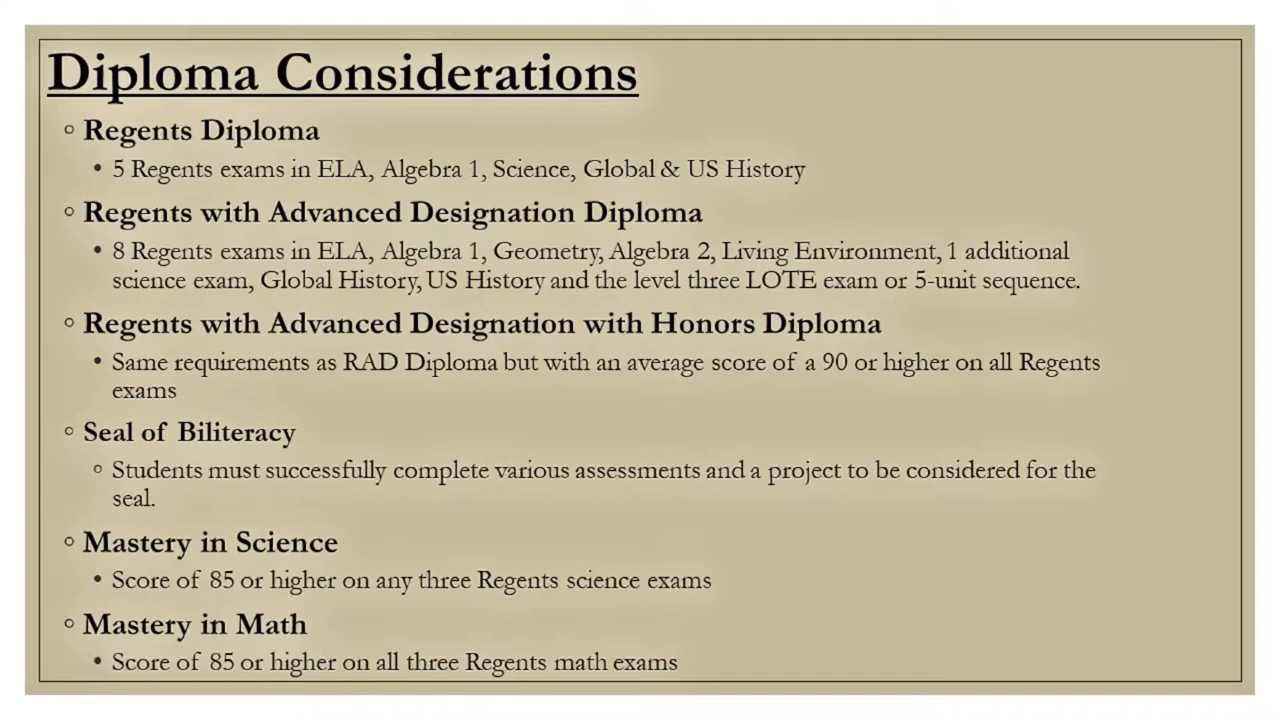 Diploma Considerations
Regents Diploma
5 Regents exams in ELA, Algebra 1, Science, Global & US History
Regents with Advanced Designation Diploma
8 Regents exams in ELA, Algebra 1, Geometry, Algebra 2, Living Environment, 1 additional
science exam, Global History, US History and the level three LOTE exam or 5-unit sequence.
Regents with Advanced Designation with Honors Diploma
Same requirements as RAD Diploma but with an average score of a 90 or higher on all Regents
exams
Seal of Biliteracy
Students must successfully complete various assessments and a project to be considered for the
seal.
Mastery in Science
Score of 85 or higher on any three Regents science exams
Mastery in Math
Score of 85 or higher on all three Regents math exams